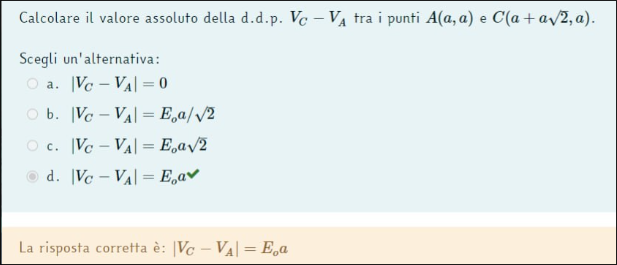 Calcolare il valore assoluto della d.d.p. $V_C - V_A$ tra i punti $A(a, a)$ e $C(a + a\sqrt{2}, a)$.
Scegli un'alternativa:
a. $|V_C - V_A| = 0$
b. $|V_C - V_A| = E_o a/\sqrt{2}$
c. $|V_C - V_A| = E_o a\sqrt{2}$
d. $|V_C - V_A| = E_o a$ ✔
La risposta corretta è: $|V_C - V_A| = E_o a$